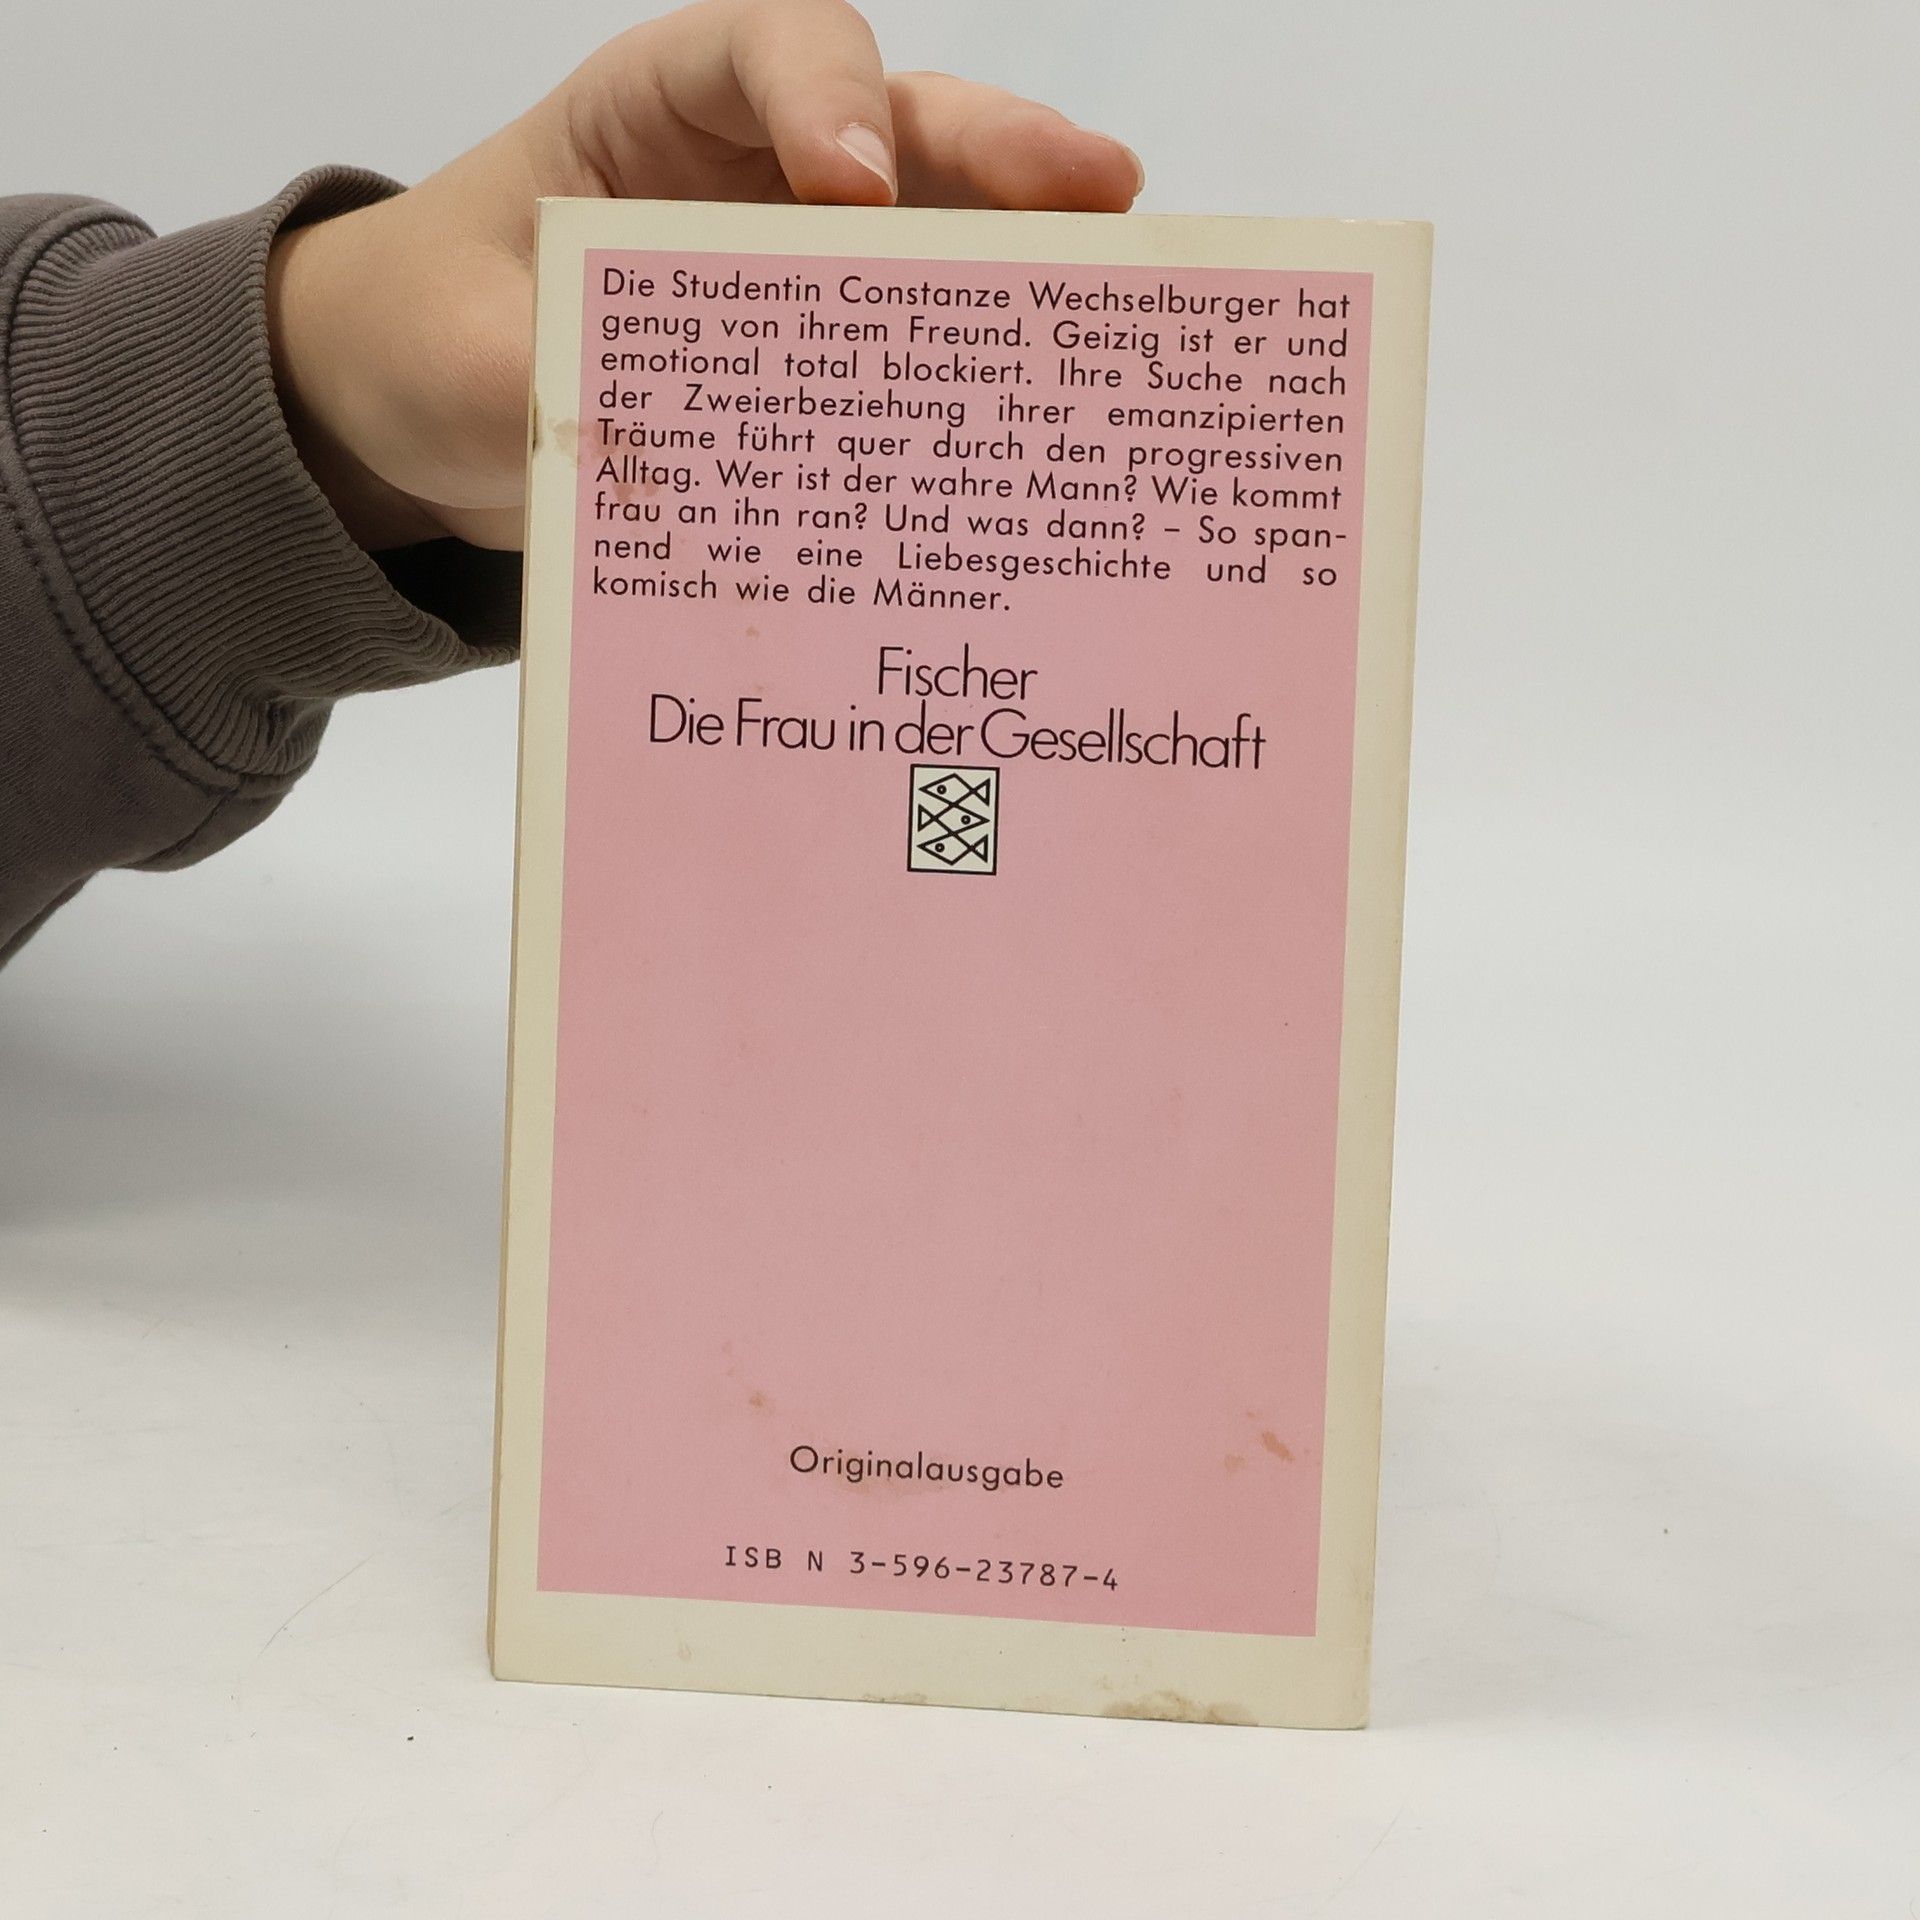 Die Studentin Constanze Wechselburger hat
genug von ihrem Freund. Geizig ist er und
emotional total blockiert. Ihre Suche nach
der Zweierbeziehung ihrer emanzipierten
Träume führt quer durch den progressiven
Alltag. Wer ist der wahre Mann? Wie kommt
frau an ihn ran? Und was dann? – So span-
nend wie eine Liebesgeschichte und so
komisch wie die Männer.
Fischer
Die Frau in der Gesellschaft
Originalausgabe
ISB N 3-596-23787-4